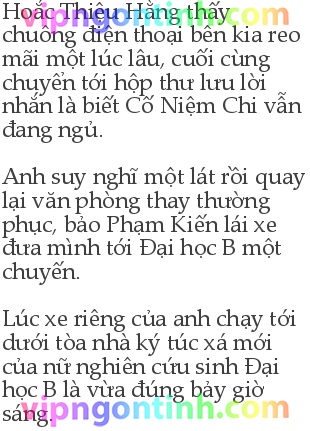 Hoắc Thiệu Hằng thấy
chuông điện thoại bên kia reo
mãi một lúc lâu, cuối cùng
chuyển tới hộp thư lưu lời
nhắn là biết Cố Niệm Chi vẫn
đang ngủ.
Anh suy nghĩ một lát rồi quay
lại văn phòng thay thường
phục, bảo Phạm Kiến lái xe
đưa mình tới Đại học B một
chuyến.
Lúc xe riêng của anh chạy tới
dưới tòa nhà ký túc xá mới
của nữ nghiên cứu sinh Đại
học B là vừa đúng bảy giờ
sáng.
vipngontinh.com
vipngontinh.com